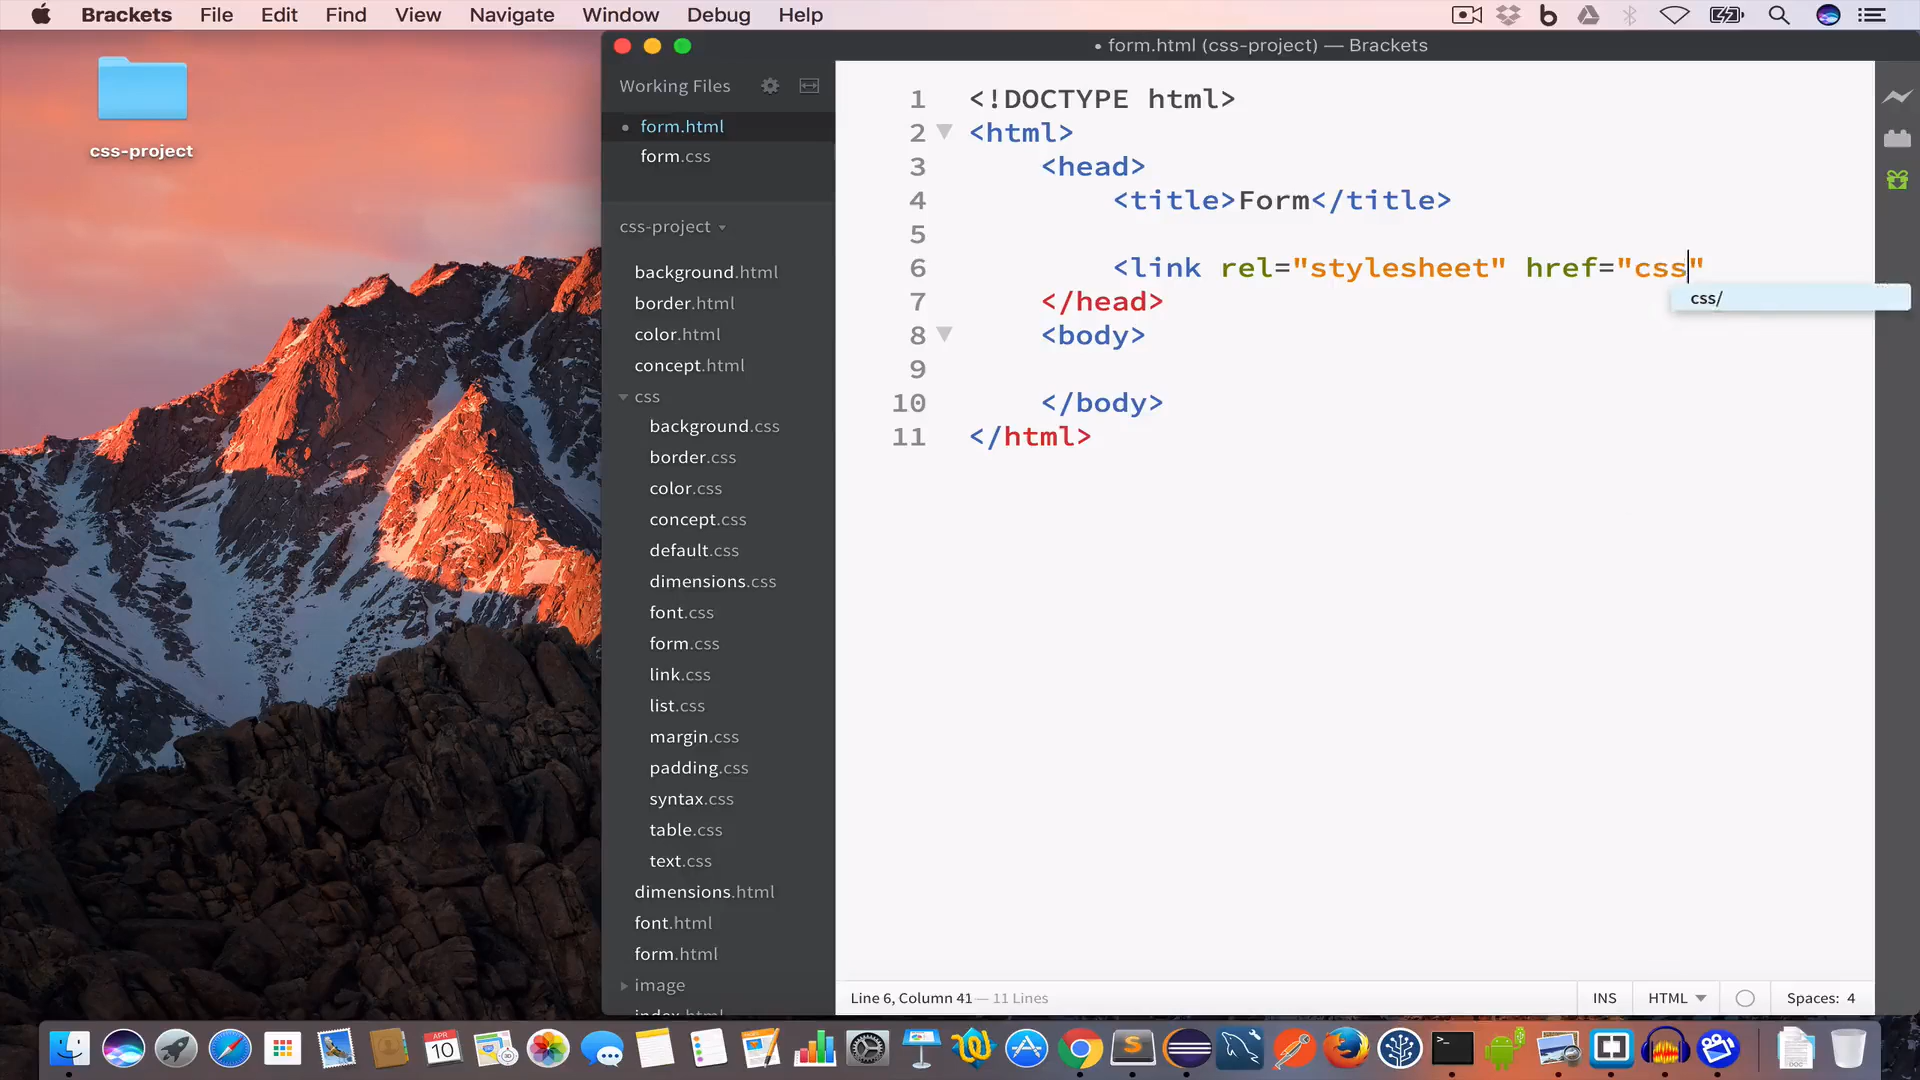 Brackets File Edit Find View Navigate Window Debug Help
css-project
• form.html (css-project) — Brackets
Working Files
form.html
form.css
css-project
background.html
border.html
color.html
concept.html
css
background.css
border.css
color.css
concept.css
default.css
dimensions.css
font.css
form.css
link.css
list.css
margin.css
padding.css
syntax.css
table.css
text.css
dimensions.html
font.html
form.html
image
index.html
1 <!DOCTYPE html>
2 <html>
3 <head>
4 <title>Form</title>
5
6 <link rel="stylesheet" href="css"
css/
7 </head>
8 <body>
9
10 </body>
11 </html>
Line 6, Column 41 — 11 Lines
INS HTML Spaces: 4
APR
10